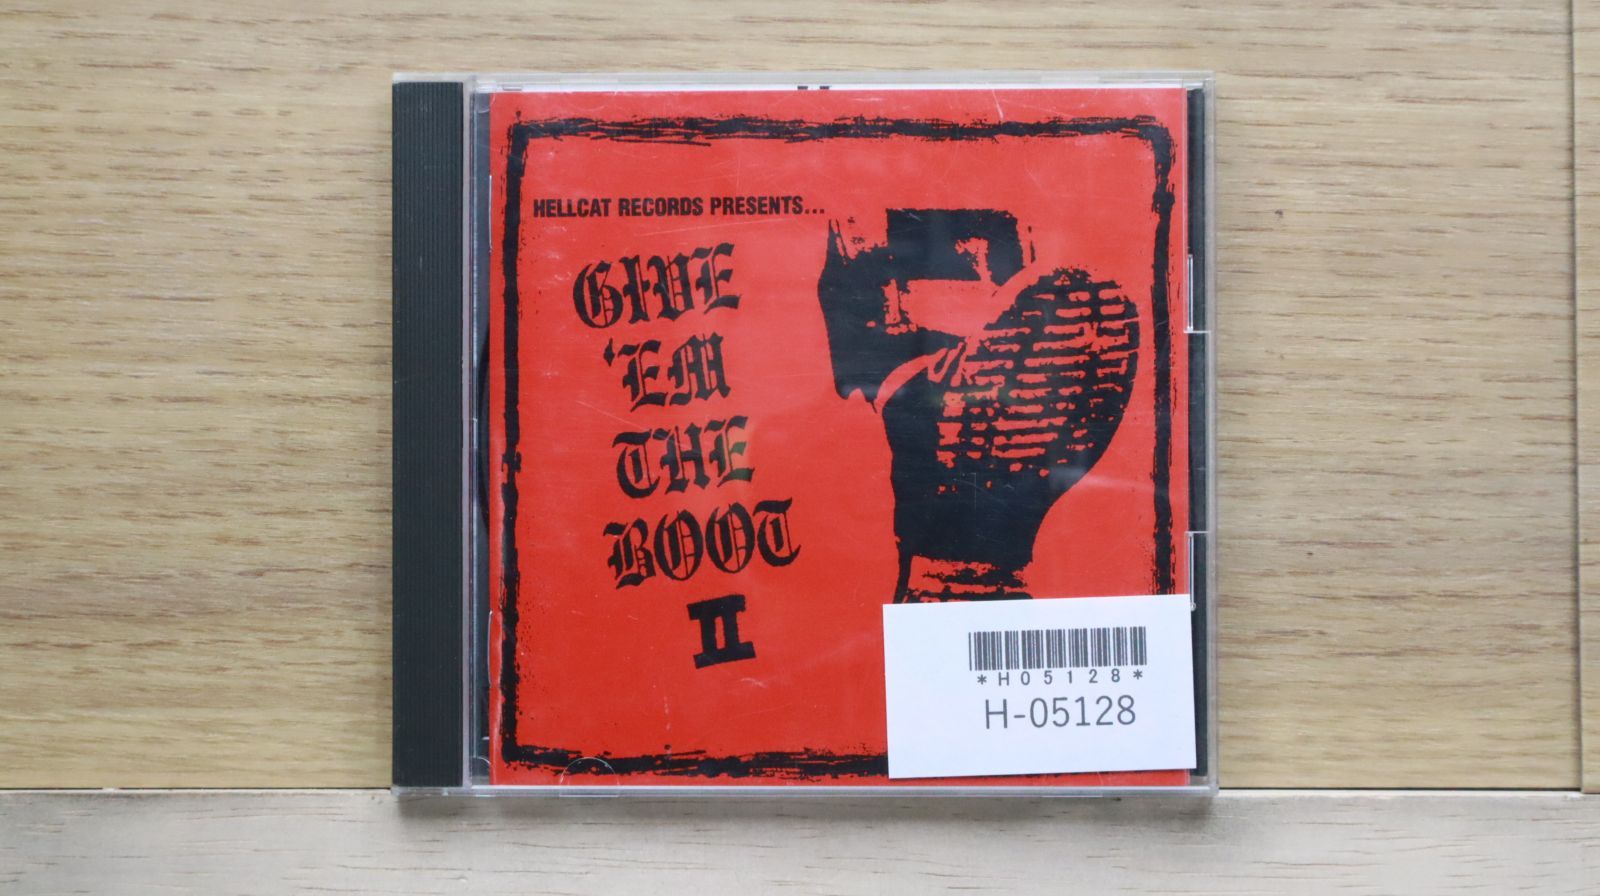 HELLCAT RECORDS PRESENTS...
GIVE
'EM
THE
BOOT
II
*H05128*
H-05128